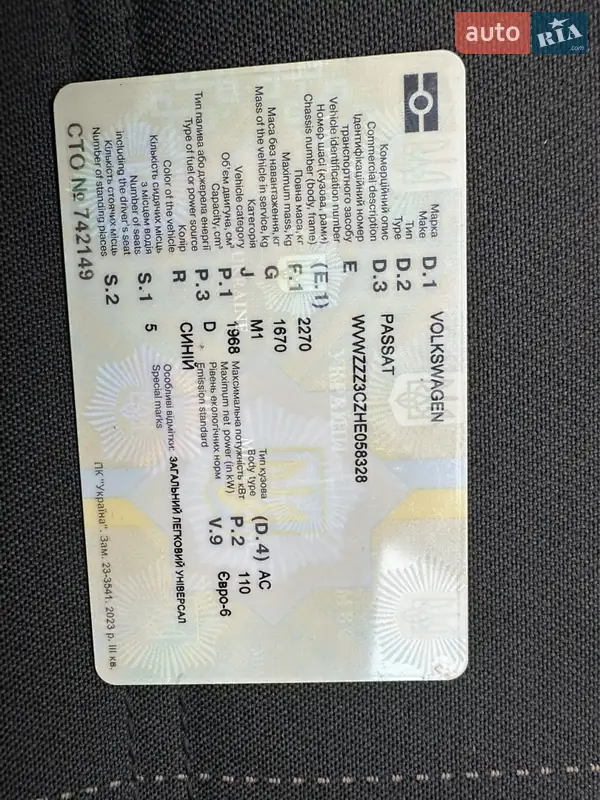 auto RIA .com
Марка
Make D.1 VOLKSWAGEN
Тип
Type D.2
Комерційний опис
Commercial description D.3 PASSAT
Ідентифікаційний номер
транспортного засобу
Vehicle identification number E WVWZZZ3CZHE058328
Номер шасі (кузова, рами)
Chassis number (body, frame) (E.1)
Повна маса, кг
Maximum mass, kg F.1 2270
Маса без навантаження, кг
Mass of the vehicle in service, kg G 1670
Категорія
Vehicle category J M1
Тип кузова
Body type (D.4) AC
Об'єм двигуна, см³
Capacity, cm³ P.1 1968
Максимальна потужність кВт
Maximum net power (in kW) P.2 110
Тип палива або джерела енергії
Type of fuel or power source P.3 D
Рівень екологічних норм
Emission standard V.9 Євро-6
Колір
Color of the vehicle R СИНІЙ
Кількість сидячих місць
з місцем водія
Number of seats
including the driver's seat S.1 5
Особливі відмітки: ЗАГАЛЬНИЙ ЛЕГКОВИЙ УНІВЕРСАЛ
Special marks
Кількість стоячих місць
Number of standing places S.2
СТО № 742149
ПК "Україна". Зам. 23-3541. 2023 р. III кв.